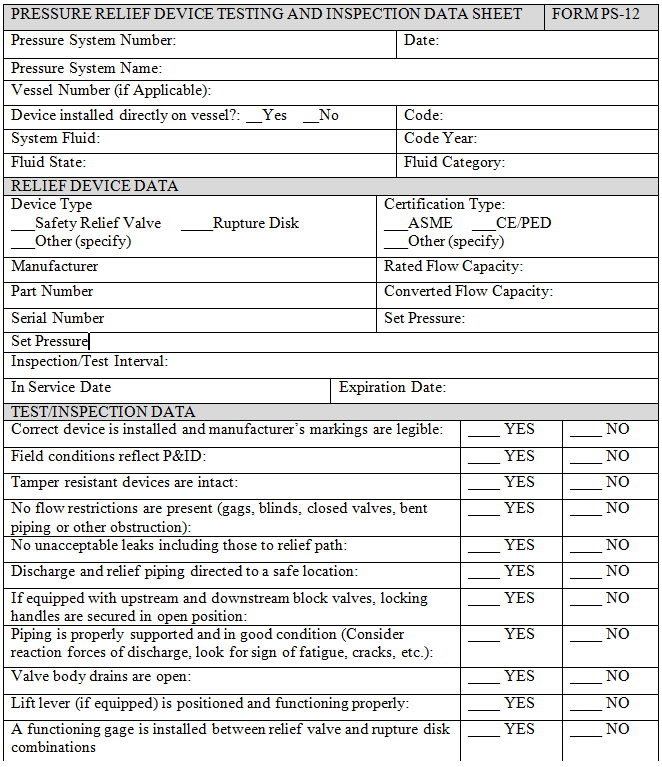 PRESSURE RELIEF DEVICE TESTING AND INSPECTION DATA SHEET FORM PS-12
Pressure System Number: Date:
Pressure System Name:
Vessel Number (if Applicable):
Device installed directly on vessel?: __Yes __No Code:
System Fluid: Code Year:
Fluid State: Fluid Category:
RELIEF DEVICE DATA
Device Type Certification Type:
___Safety Relief Valve ____Rupture Disk ___ASME ___CE/PED
___Other (specify) ___Other (specify)
Manufacturer Rated Flow Capacity:
Part Number Converted Flow Capacity:
Serial Number Set Pressure:
Set Pressure
Inspection/Test Interval:
In Service Date Expiration Date:
TEST/INSPECTION DATA
Correct device is installed and manufacturer's markings are legible: ____ YES ____ NO
Field conditions reflect P&ID: ____ YES ____ NO
Tamper resistant devices are intact: ____ YES ____ NO
No flow restrictions are present (gags, blinds, closed valves, bent ____ YES ____ NO
piping or other obstruction):
No unacceptable leaks including those to relief path: ____ YES ____ NO
Discharge and relief piping directed to a safe location: ____ YES ____ NO
If equipped with upstream and downstream block valves, locking ____ YES ____ NO
handles are secured in open position:
Piping is properly supported and in good condition (Consider ____ YES ____ NO
reaction forces of discharge, look for sign of fatigue, cracks, etc.):
Valve body drains are open: ____ YES ____ NO
Lift lever (if equipped) is positioned and functioning properly: ____ YES ____ NO
A functioning gage is installed between relief valve and rupture disk ____ YES ____ NO
combinations